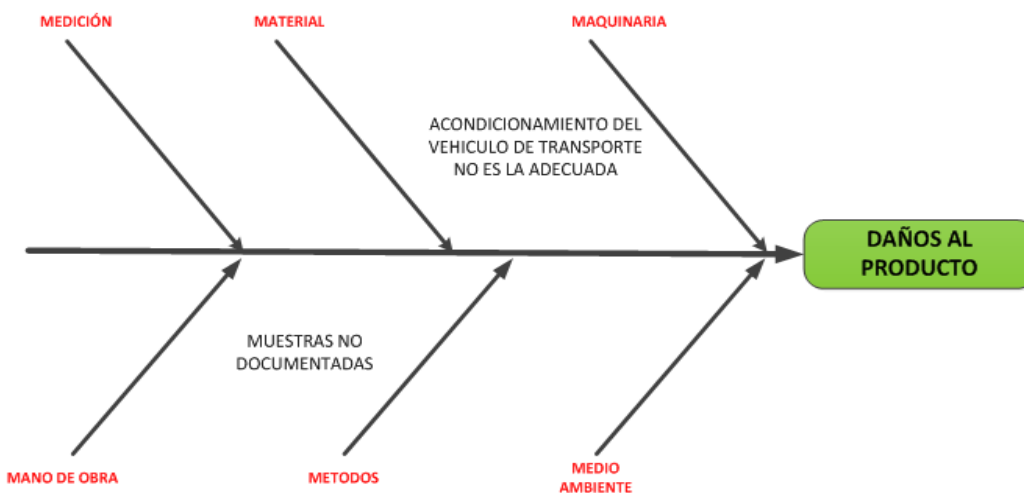 MEDICIÓN
MATERIAL
MAQUINARIA
ACONDICIONAMIENTO DEL
VEHICULO DE TRANSPORTE
NO ES LA ADECUADA
DAÑOS AL
PRODUCTO
MUESTRAS NO
DOCUMENTADAS
MANO DE OBRA
METODOS
MEDIO
AMBIENTE